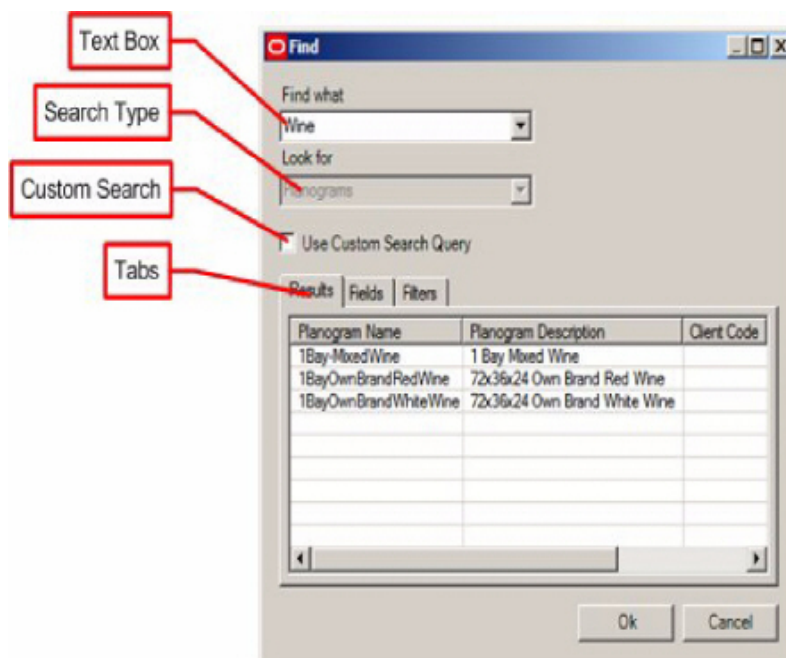 Text Box
Search Type
Custom Search
Tabs
Find
Find what
Wine
Look for
Planograms
Use Custom Search Query
Results Fields Filters
Planogram Name Planogram Description Client Code
1Bay-MixedWine 1 Bay Mixed Wine
1BayOwnBrandRedWine 72x36x24 Own Brand Red Wine
1BayOwnBrandWhiteWine 72x36x24 Own Brand White Wine
Ok Cancel